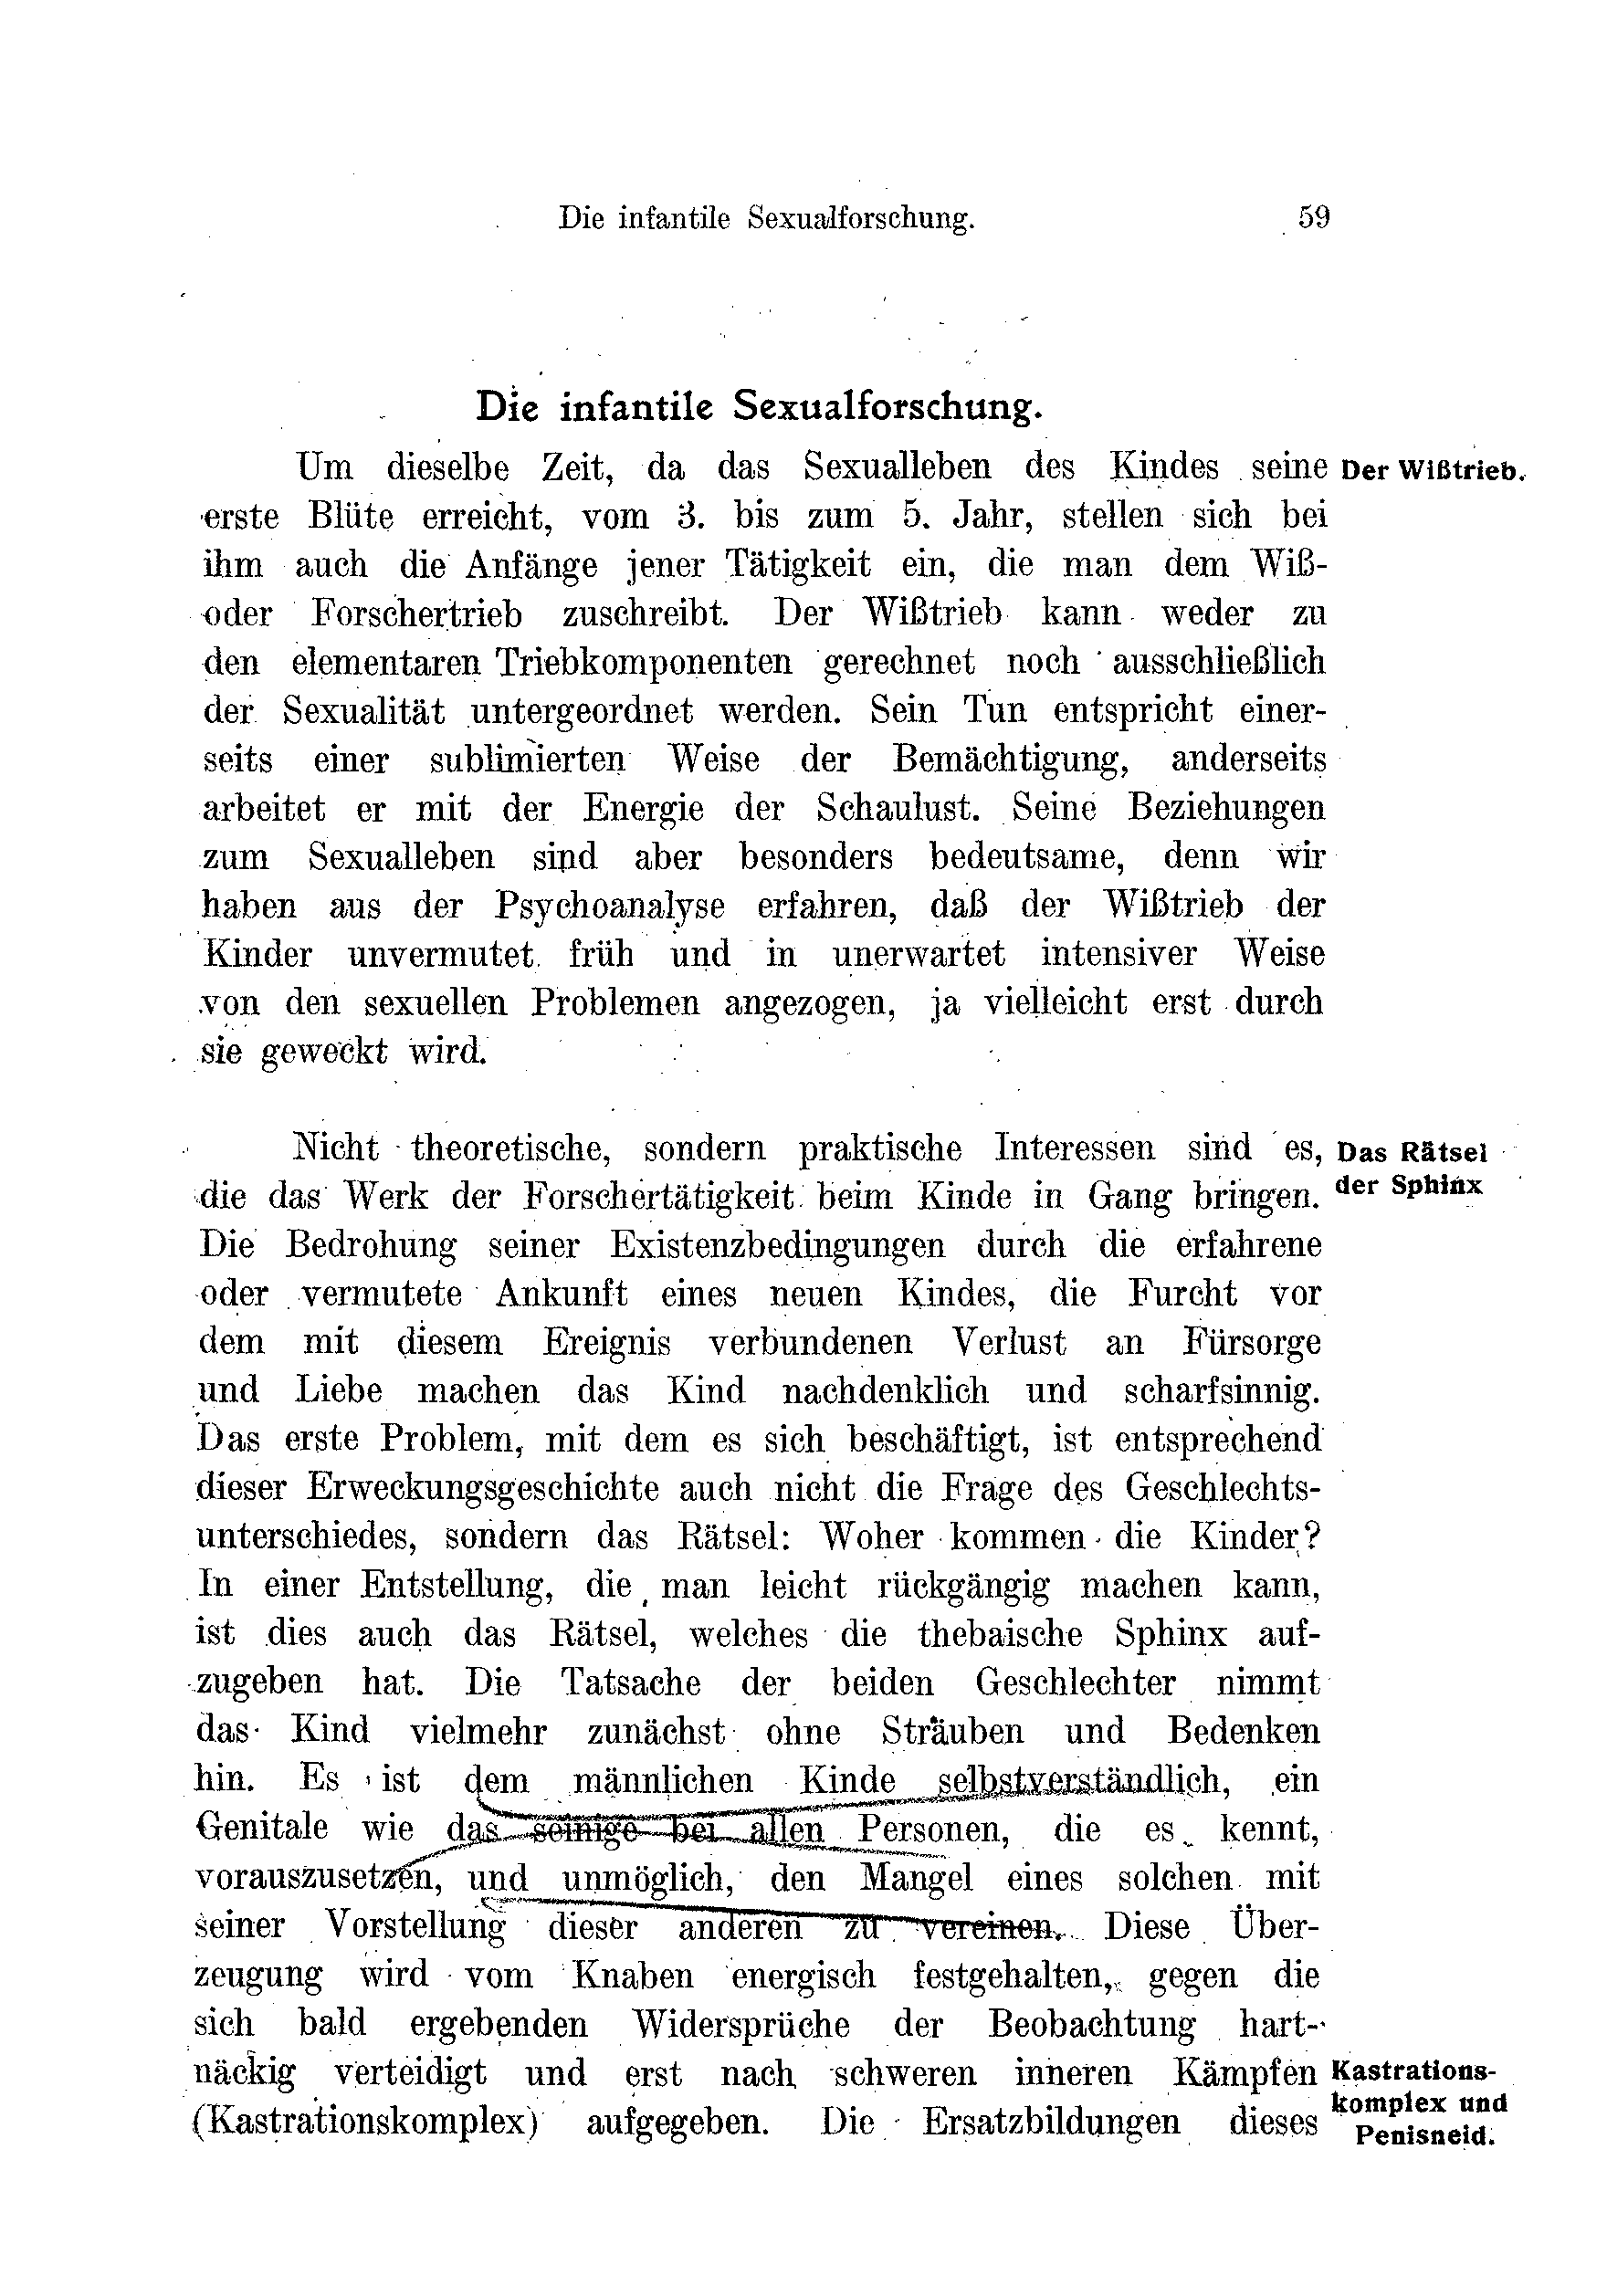 Die infantile Sexualforschung. 59
Die infantile Sexualforschung.
Um dieselbe Zeit, da das Sexualleben des Kindes seine
Der Wißtrieb.
erste Blüte erreicht, vom 3. bis zum 5. Jahr, stellen sich bei
ihm auch die Anfänge jener Tätigkeit ein, die man dem Wiß-
oder Forschertrieb zuschreibt. Der Wißtrieb kann weder zu
den elementaren Triebkomponenten gerechnet noch ausschließlich
der Sexualität untergeordnet werden. Sein Tun entspricht einer-
seits einer sublimierten Weise der Bemächtigung, anderseits
arbeitet er mit der Energie der Schaulust. Seine Beziehungen
zum Sexualleben sind aber besonders bedeutsame, denn wir
haben aus der Psychoanalyse erfahren, daß der Wißtrieb der
Kinder unvermutet früh und in unerwartet intensiver Weise
von den sexuellen Problemen angezogen, ja vielleicht erst durch
sie geweckt wird.
Nicht theoretische, sondern praktische Interessen sind es,
Das Rätsel
der Sphinx
die das Werk der Forschertätigkeit beim Kinde in Gang bringen.
Die Bedrohung seiner Existenzbedingungen durch die erfahrene
oder vermutete Ankunft eines neuen Kindes, die Furcht vor
dem mit diesem Ereignis verbundenen Verlust an Fürsorge
und Liebe machen das Kind nachdenklich und scharfsinnig.
Das erste Problem, mit dem es sich beschäftigt, ist entsprechend
dieser Erweckungsgeschichte auch nicht die Frage des Geschlechts-
unterschiedes, sondern das Rätsel: Woher kommen die Kinder?
In einer Entstellung, die man leicht rückgängig machen kann,
ist dies auch das Rätsel, welches die thebaische Sphinx auf-
zugeben hat. Die Tatsache der beiden Geschlechter nimmt
das Kind vielmehr zunächst ohne Sträuben und Bedenken
hin. Es ist dem männlichen Kinde selbstverständlich, ein
Genitale wie das seinige bei allen Personen, die es kennt,
vorauszusetzen, und unmöglich, den Mangel eines solchen mit
seiner Vorstellung dieser anderen zu vereinen. Diese Über-
zeugung wird vom Knaben energisch festgehalten, gegen die
sich bald ergebenden Widersprüche der Beobachtung hart-
näckig verteidigt und erst nach schweren inneren Kämpfen
(Kastrationskomplex) aufgegeben. Die Ersatzbildungen dieses
Kastrations-
komplex und
Penisneid.